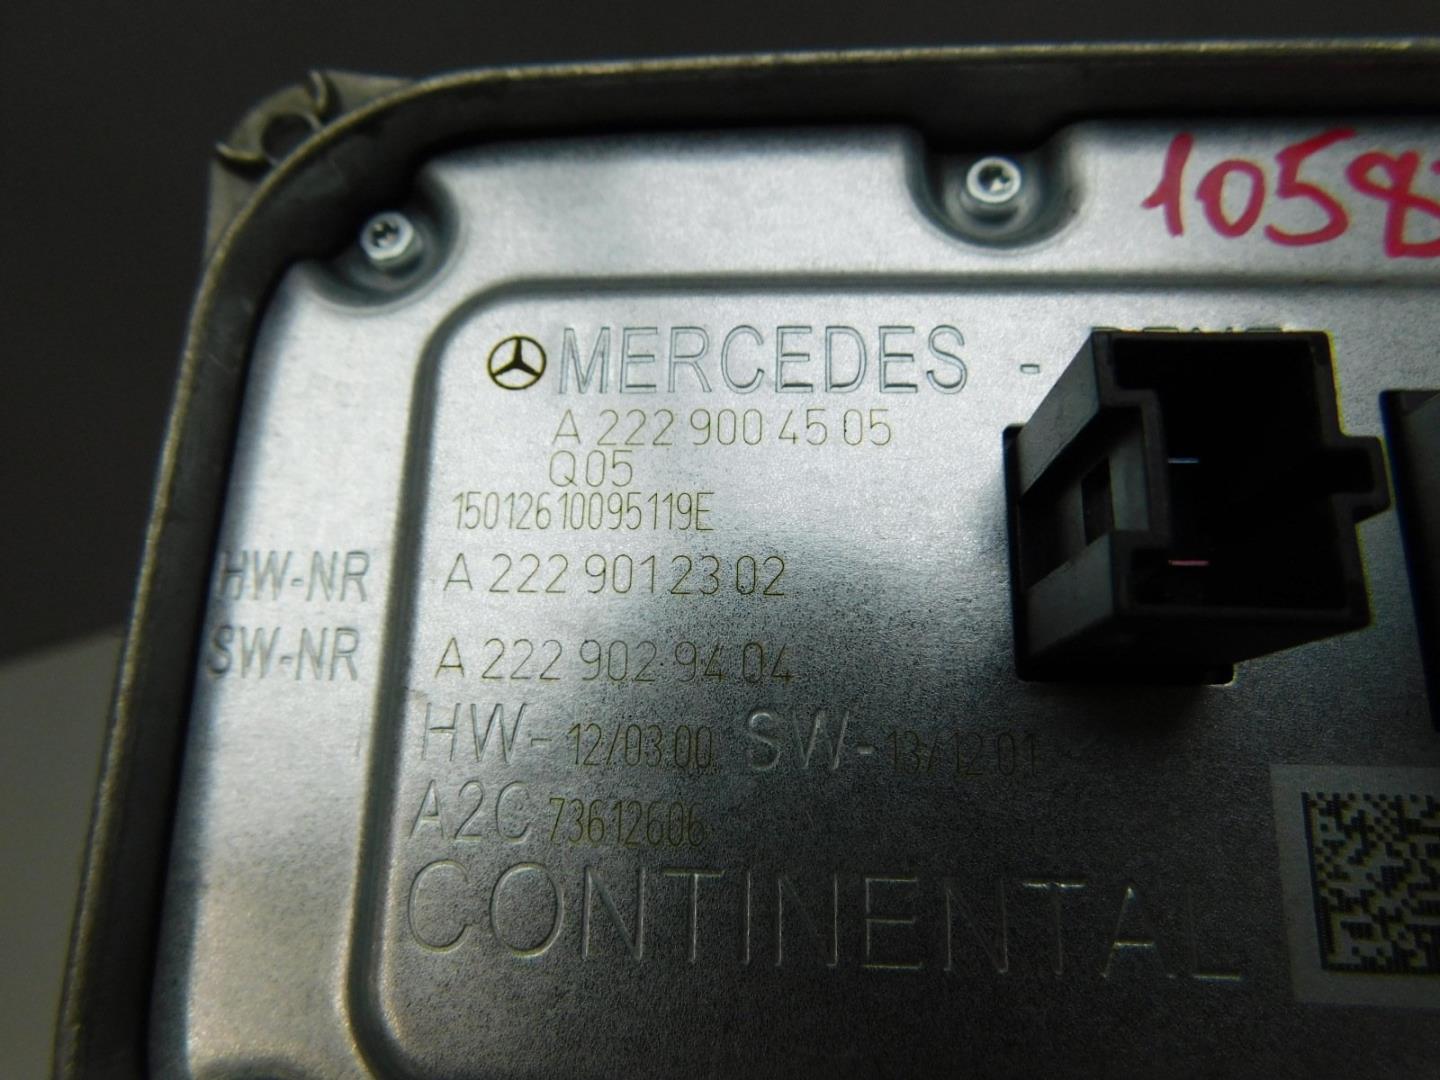 MERCEDES -
A 222 900 45 05
Q05
15012610095119E
HW-NR A 222 901 23 02
SW-NR A 222 902 94 04
HW- 12/03.00 SW- 13/12 01
A2C 73612606
CONTINENTAL